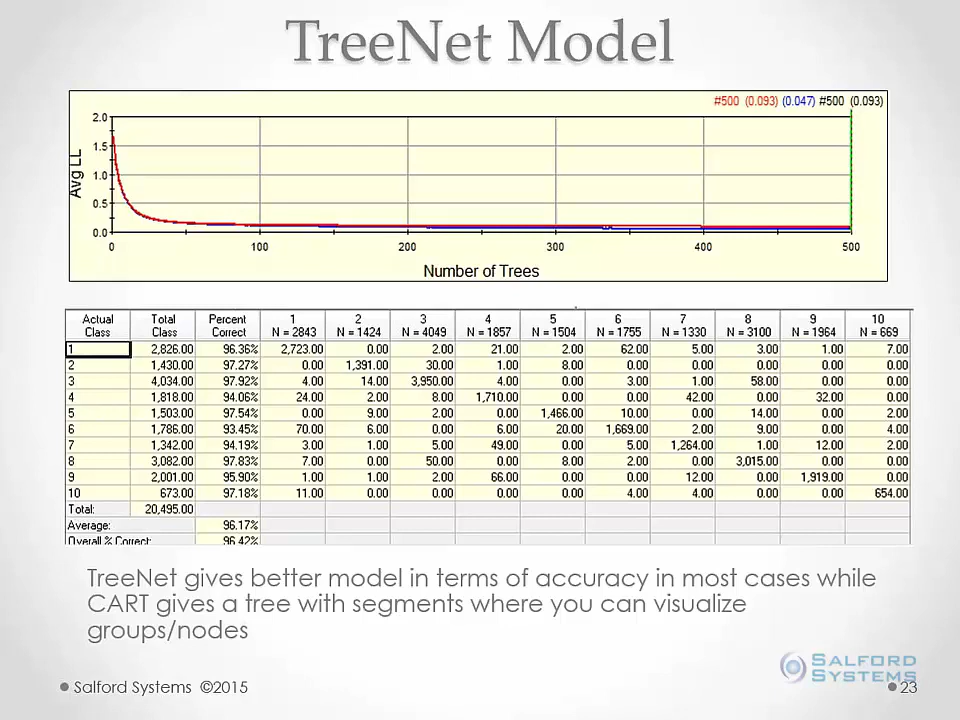 TreeNet Model
#500 (0.093) (0.047) #500 (0.093)
Avg LL
2.0
1.5
1.0
0.5
0.0
0 100 200 300 400 500
Number of Trees
Actual Class Total Class Percent Correct 1 N = 2843 2 N = 1424 3 N = 4049 4 N = 1857 5 N = 1504 6 N = 1755 7 N = 1330 8 N = 3100 9 N = 1964 10 N = 669
1 2,826.00 96.36% 2,723.00 0.00 2.00 21.00 2.00 62.00 5.00 3.00 1.00 7.00
2 1,430.00 97.27% 0.00 1,391.00 30.00 1.00 8.00 0.00 0.00 0.00 0.00 0.00
3 4,034.00 97.92% 4.00 14.00 3,950.00 4.00 0.00 3.00 1.00 58.00 0.00 0.00
4 1,818.00 94.06% 24.00 2.00 8.00 1,710.00 0.00 0.00 42.00 0.00 32.00 0.00
5 1,503.00 97.54% 0.00 9.00 2.00 0.00 1,466.00 10.00 0.00 14.00 0.00 2.00
6 1,786.00 93.45% 70.00 6.00 0.00 6.00 20.00 1,669.00 2.00 9.00 0.00 4.00
7 1,342.00 94.19% 3.00 1.00 5.00 49.00 0.00 5.00 1,264.00 1.00 12.00 2.00
8 3,082.00 97.83% 7.00 0.00 50.00 0.00 8.00 2.00 0.00 3,015.00 0.00 0.00
9 2,001.00 95.90% 1.00 1.00 2.00 66.00 0.00 0.00 12.00 0.00 1,919.00 0.00
10 673.00 97.18% 11.00 0.00 0.00 0.00 0.00 4.00 4.00 0.00 0.00 654.00
Total: 20,495.00
Average: 96.17%
Overall % Correct: 96.42%
TreeNet gives better model in terms of accuracy in most cases while
CART gives a tree with segments where you can visualize
groups/nodes
SALFORD
SYSTEMS
Salford Systems ©2015
23